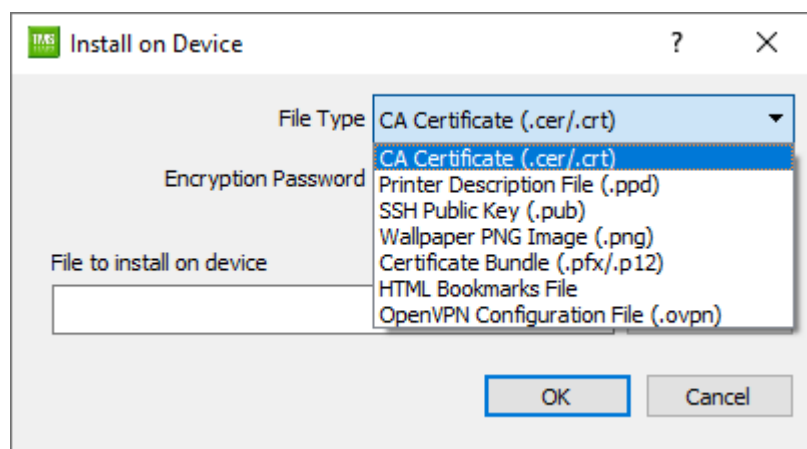 TMS
Install on Device
?
File Type
CA Certificate (.cer/.crt)
CA Certificate (.cer/.crt)
Printer Description File (.ppd)
Encryption Password
SSH Public Key (.pub)
Wallpaper PNG Image (.png)
Certificate Bundle (.pfx/.p12)
File to install on device
HTML Bookmarks File
OpenVPN Configuration File (.ovpn)
OK
Cancel